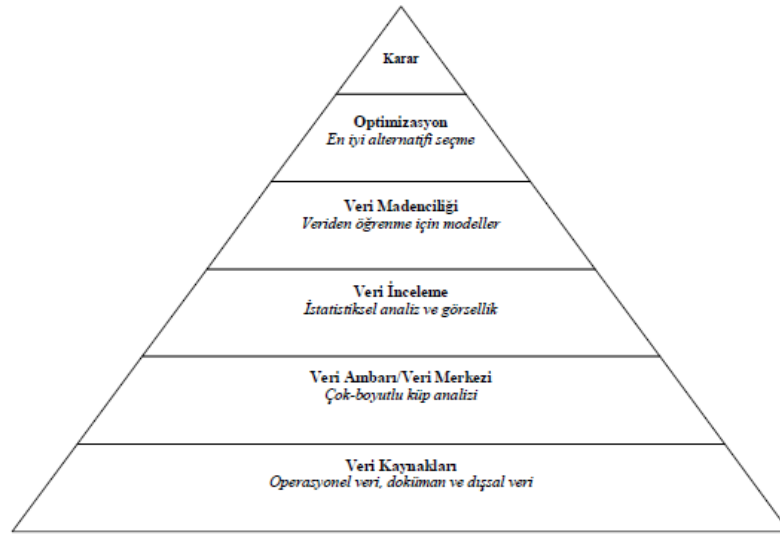 Karar
Optimizasyon
En iyi alternatifi seçme
Veri Madenciliği
Veriden öğrenme için modeller
Veri İnceleme
İstatistiksel analiz ve görsellik
Veri Ambarı/Veri Merkezi
Çok-boyutlu küp analizi
Veri Kaynakları
Operasyonel veri, doküman ve dışsal veri